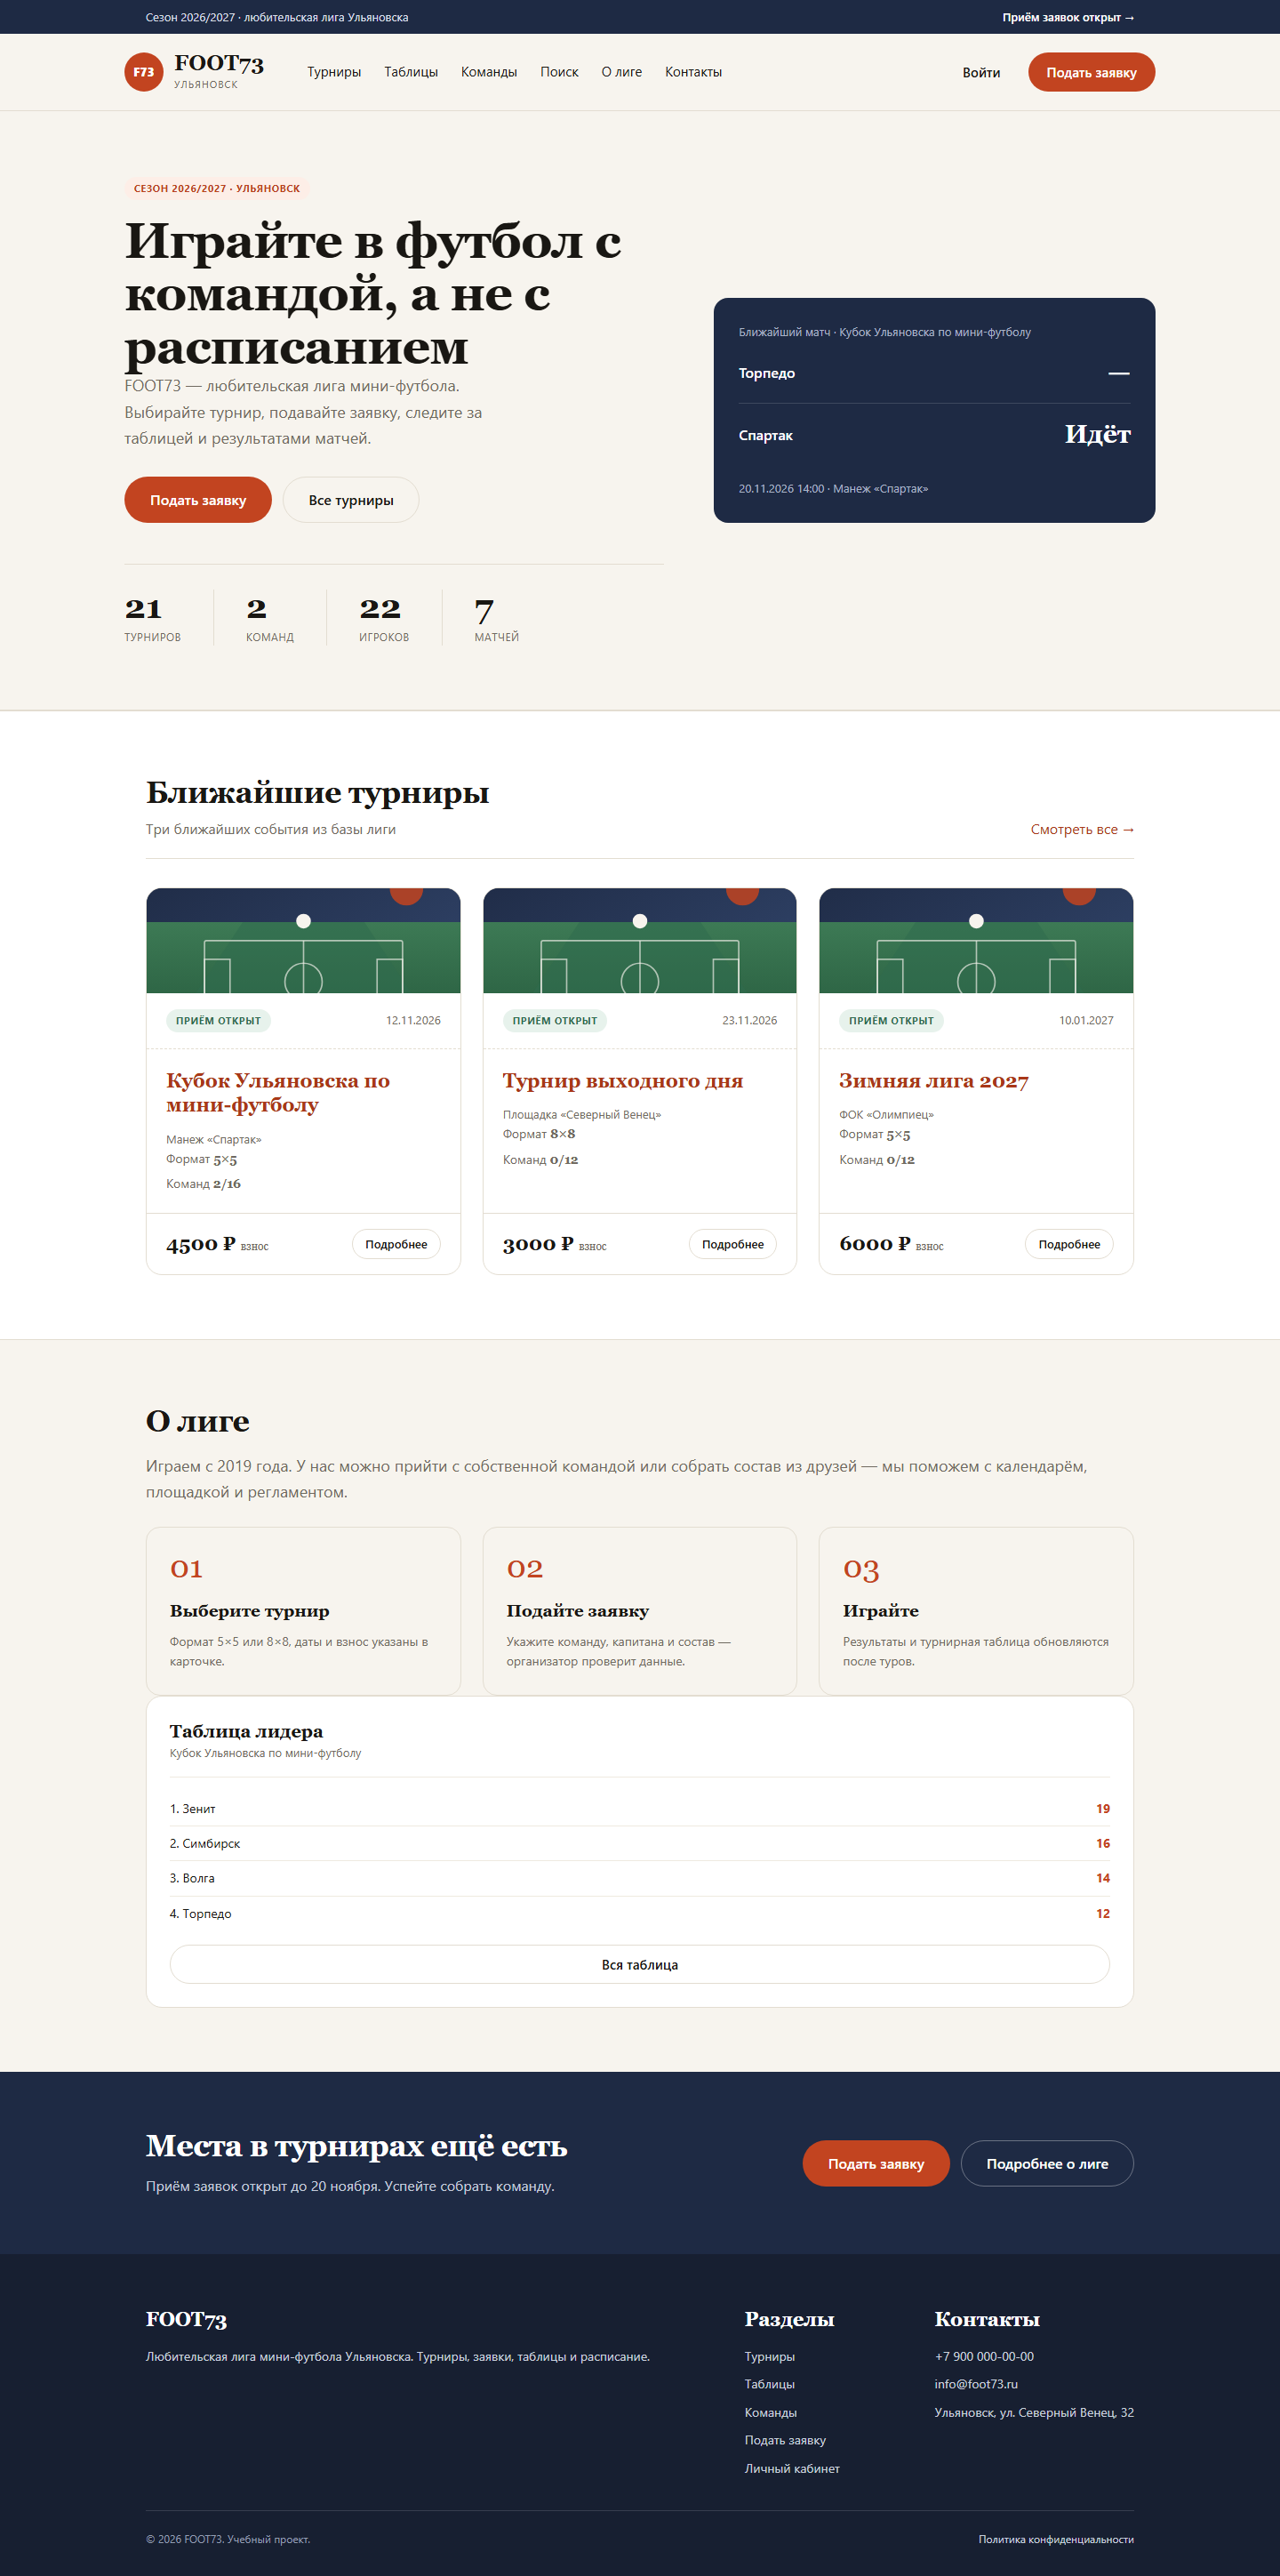 Сезон 2026/2027 · любительская лига Ульяновска
Приём заявок открыт →
F73
FOOT73
УЛЬЯНОВСК
Турниры
Таблицы
Команды
Поиск
О лиге
Контакты
Войти
Подать заявку
СЕЗОН 2026/2027 · УЛЬЯНОВСК
Играйте в футбол с
командой, а не с
расписанием
FOOT73 — любительская лига мини-футбола.
Выбирайте турнир, подавайте заявку, следите за
таблицей и результатами матчей.
Подать заявку
Все турниры
Ближайший матч · Кубок Ульяновска по мини-футболу
Торпедо —
Спартак Идёт
20.11.2026 14:00 · Манеж «Спартак»
21
ТУРНИРОВ
2
КОМАНД
22
ИГРОКОВ
7
МАТЧЕЙ
Ближайшие турниры
Три ближайших события из базы лиги
Смотреть все →
ПРИЁМ ОТКРЫТ
12.11.2026
Кубок Ульяновска по
мини-футболу
Манеж «Спартак»
Формат 5×5
Команд 2/16
4500 ₽ взнос
Подробнее
ПРИЁМ ОТКРЫТ
23.11.2026
Турнир выходного дня
Площадка «Северный Венец»
Формат 8×8
Команд 0/12
3000 ₽ взнос
Подробнее
ПРИЁМ ОТКРЫТ
10.01.2027
Зимняя лига 2027
ФОК «Олимпиец»
Формат 5×5
Команд 0/12
6000 ₽ взнос
Подробнее
О лиге
Играем с 2019 года. У нас можно прийти с собственной командой или собрать состав из друзей — мы поможем с календарём,
площадкой и регламентом.
01
Выберите турнир
Формат 5×5 или 8×8, даты и взнос указаны в
карточке.
02
Подайте заявку
Укажите команду, капитана и состав —
организатор проверит данные.
03
Играйте
Результаты и турнирная таблица обновляются
после туров.
Таблица лидера
Кубок Ульяновска по мини-футболу
1. Зенит 19
2. Симбирск 16
3. Волга 14
4. Торпедо 12
Вся таблица
Места в турнирах ещё есть
Приём заявок открыт до 20 ноября. Успейте собрать команду.
Подать заявку
Подробнее о лиге
FOOT73
Любительская лига мини-футбола Ульяновска. Турниры, заявки, таблицы и расписание.
Разделы
Турниры
Таблицы
Команды
Подать заявку
Личный кабинет
Контакты
+7 900 000-00-00
info@foot73.ru
Ульяновск, ул. Северный Венец, 32
© 2026 FOOT73. Учебный проект.
Политика конфиденциальности